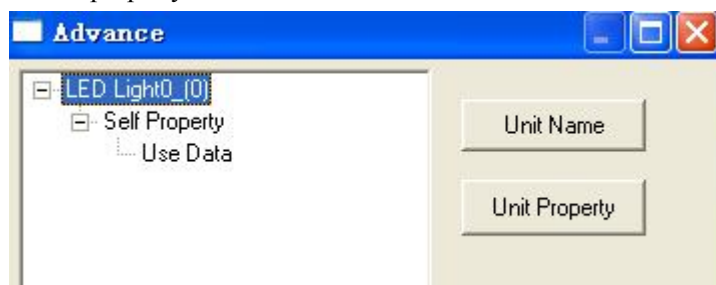 Advance
LED Light0_(0)
Self Property
Use Data
Unit Name
Unit Property